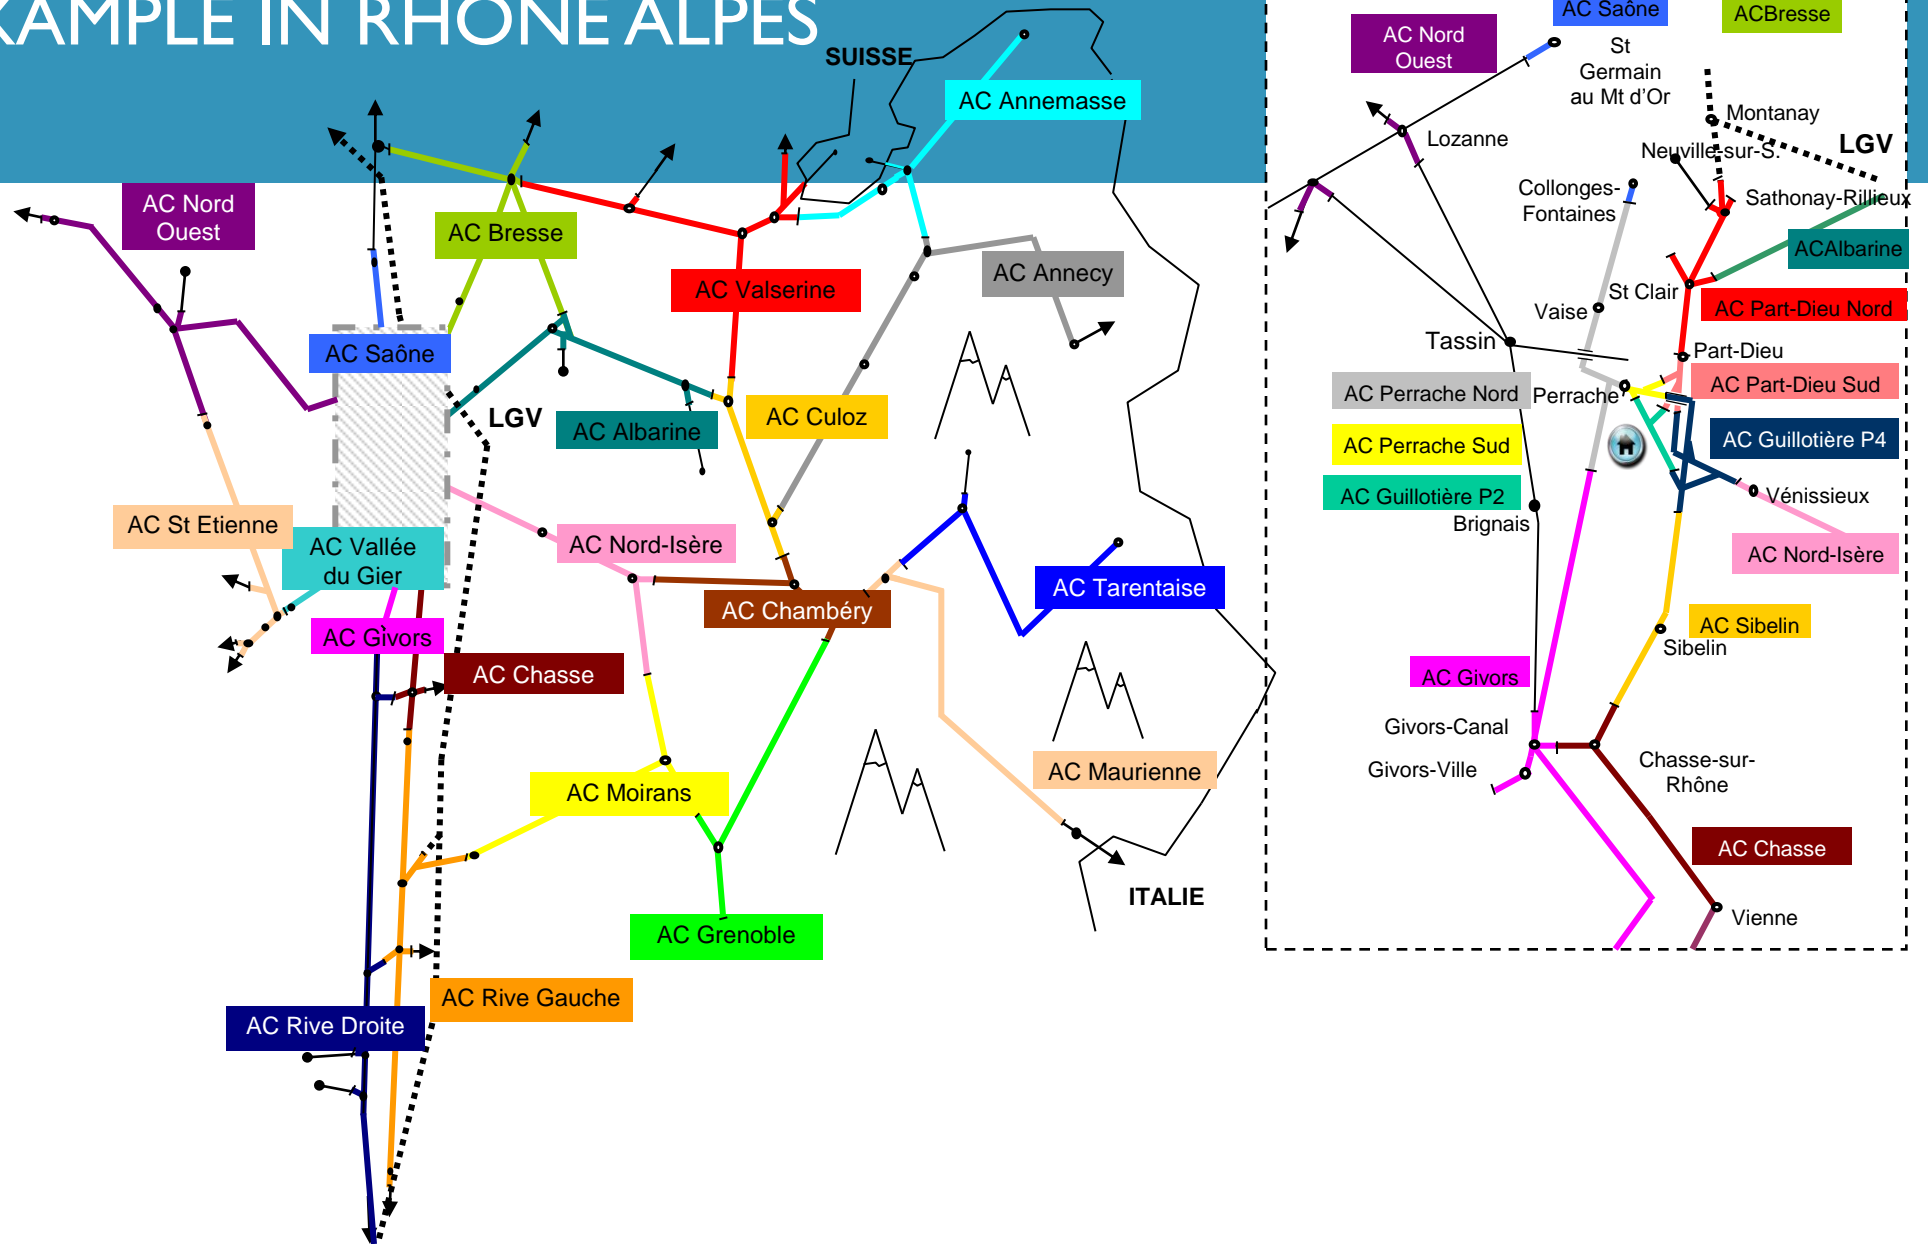 XAMPLE IN RHONE ALPES
SUISSE
AC Annemasse
AC Nord
Ouest
AC Bresse
AC Valserine
AC Annecy
AC Saône
LGV
AC Albarine
AC Culoz
AC St Etienne
AC Vallée
du Gier
AC Nord-Isère
AC Tarentaise
AC Chambéry
AC Givors
AC Chasse
AC Moirans
AC Maurienne
ITALIE
AC Grenoble
AC Rive Gauche
AC Rive Droite
AC Saône
ACBresse
AC Nord
Ouest
St
Germain
au Mt d'Or
Lozanne
Montanay
LGV
Neuville-sur-S.
Collonges-
Fontaines
Sathonay-Rillieux
ACAlbarine
St Clair
Vaise
AC Part-Dieu Nord
Tassin
Part-Dieu
AC Perrache Nord
Perrache
AC Part-Dieu Sud
AC Perrache Sud
AC Guillotière P4
AC Guillotière P2
Vénissieux
Brignais
AC Nord-Isère
AC Sibelin
Sibelin
AC Givors
Givors-Canal
Givors-Ville
Chasse-sur-
Rhône
AC Chasse
Vienne